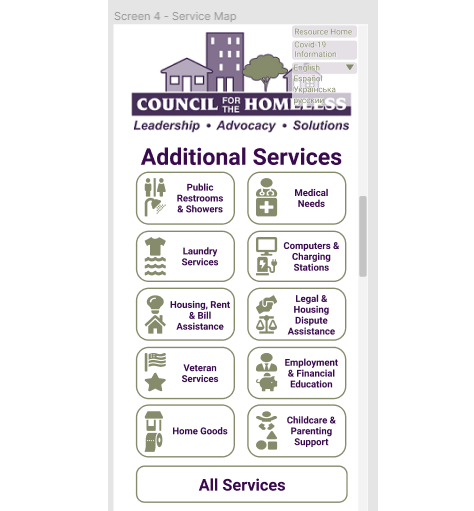 Screen 4 - Service Map
Resource Home
Covid-19
Information
English
Español
Українська
русский
COUNCIL FOR THE HOMELESS
Leadership • Advocacy • Solutions
Additional Services
Public
Restrooms
& Showers
Medical
Needs
Laundry
Services
Computers &
Charging
Stations
Housing, Rent
& Bill
Assistance
Legal &
Housing
Dispute
Assistance
Veteran
Services
Employment
& Financial
Education
Home Goods
Childcare &
Parenting
Support
All Services